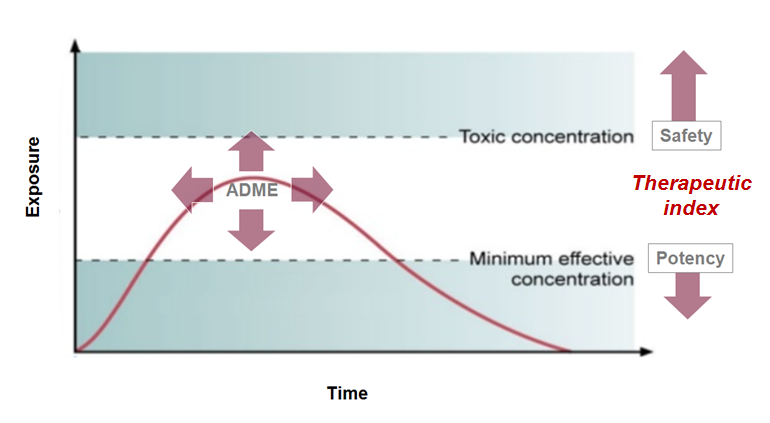 Exposure
Toxic concentration
Safety
ADME
Therapeutic
index
Minimum effective
concentration
Potency
Time